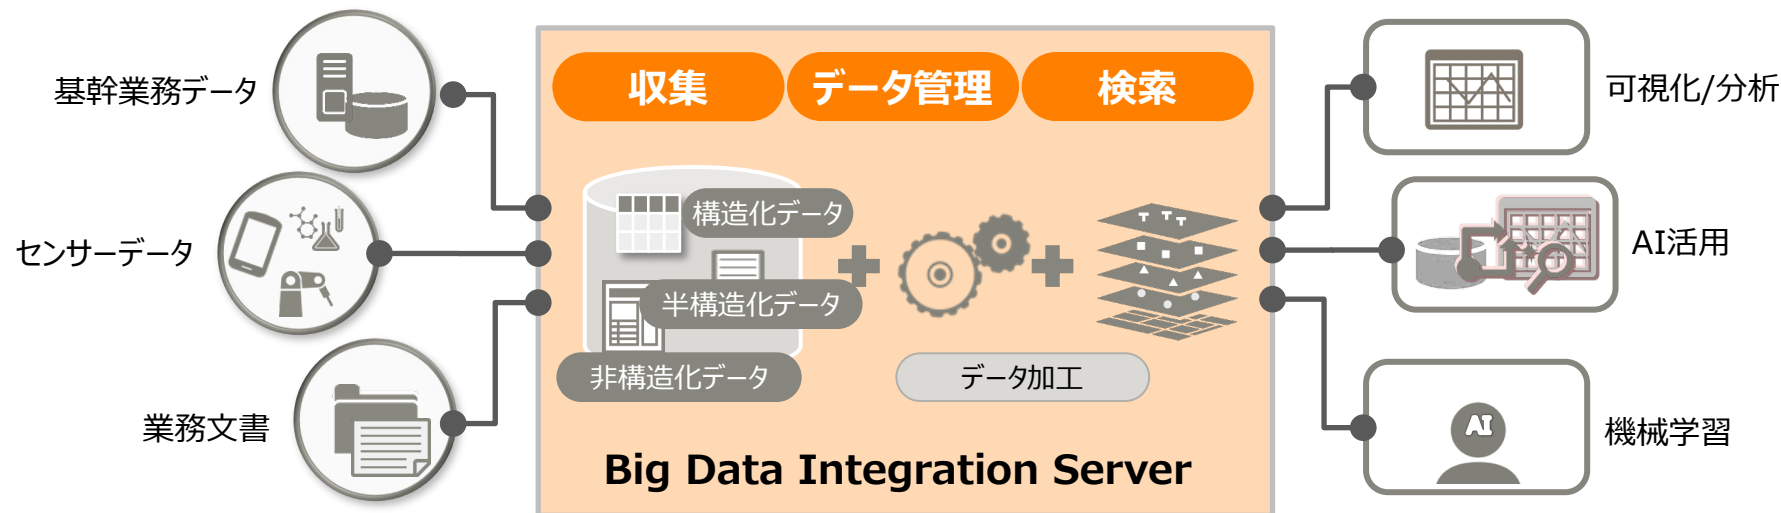 基幹業務データ
センサーデータ
業務文書
収集
データ管理
検索
構造化データ
半構造化データ
非構造化データ
データ加工
Big Data Integration Server
可視化/分析
AI活用
AI
機械学習